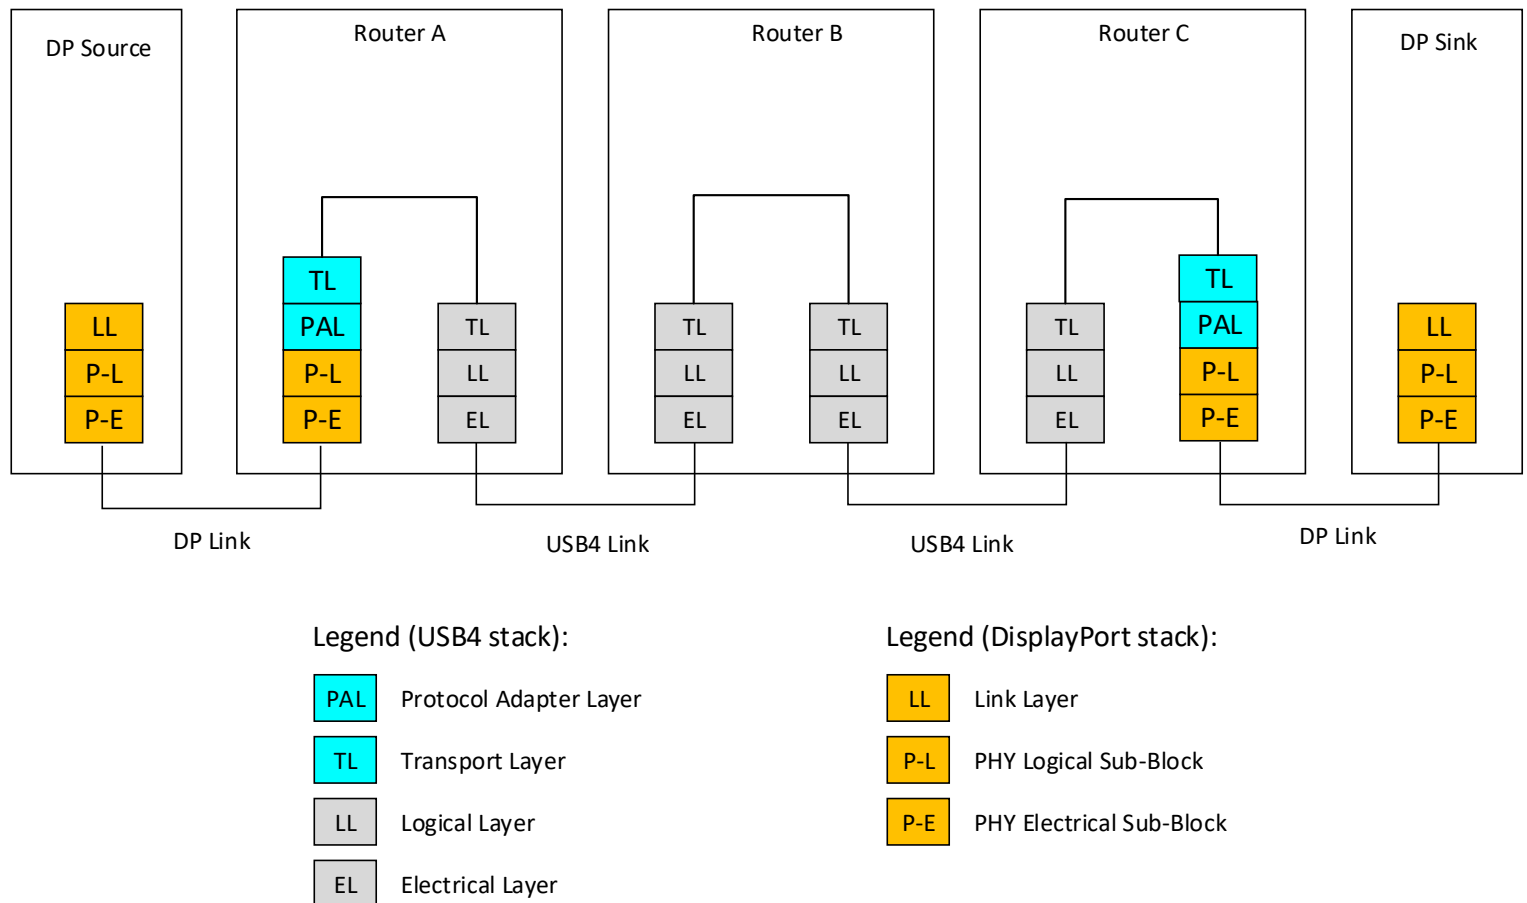 DP Source
Router A
Router B
Router C
DP Sink
TL
TL
LL
PAL
TL
TL
TL
TL
PAL
LL
P-L
P-L
LL
LL
LL
LL
P-L
P-L
P-E
P-E
EL
EL
EL
EL
P-E
P-E
DP Link
USB4 Link
USB4 Link
DP Link
Legend (USB4 stack):
PAL Protocol Adapter Layer
TL Transport Layer
LL Logical Layer
EL Electrical Layer
Legend (DisplayPort stack):
LL Link Layer
P-L PHY Logical Sub-Block
P-E PHY Electrical Sub-Block